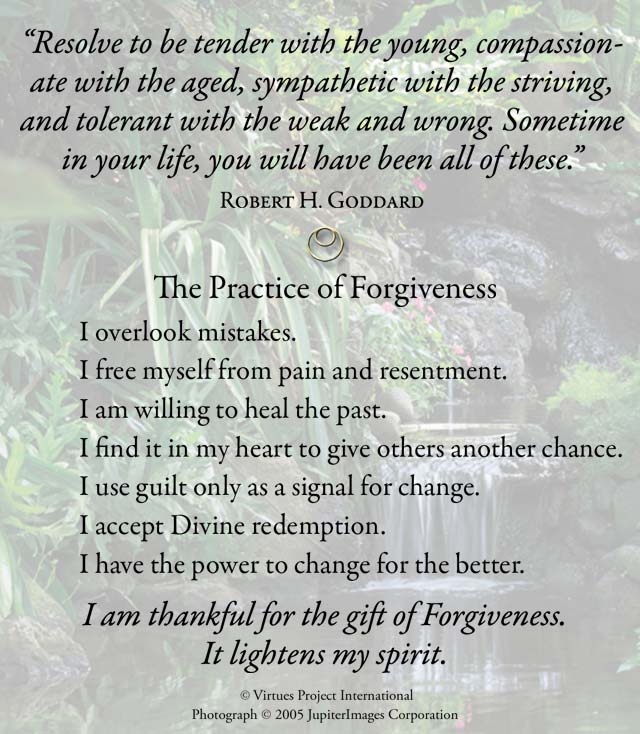 “Resolve to be tender with the young, compassion-
ate with the aged, sympathetic with the striving,
and tolerant with the weak and wrong. Sometime
in your life, you will have been all of these.”
Robert H. Goddard
The Practice of Forgiveness
I overlook mistakes.
I free myself from pain and resentment.
I am willing to heal the past.
I find it in my heart to give others another chance.
I use guilt only as a signal for change.
I accept Divine redemption.
I have the power to change for the better.
I am thankful for the gift of Forgiveness.
It lightens my spirit.
© Virtues Project International
Photograph © 2005 JupiterImages Corporation